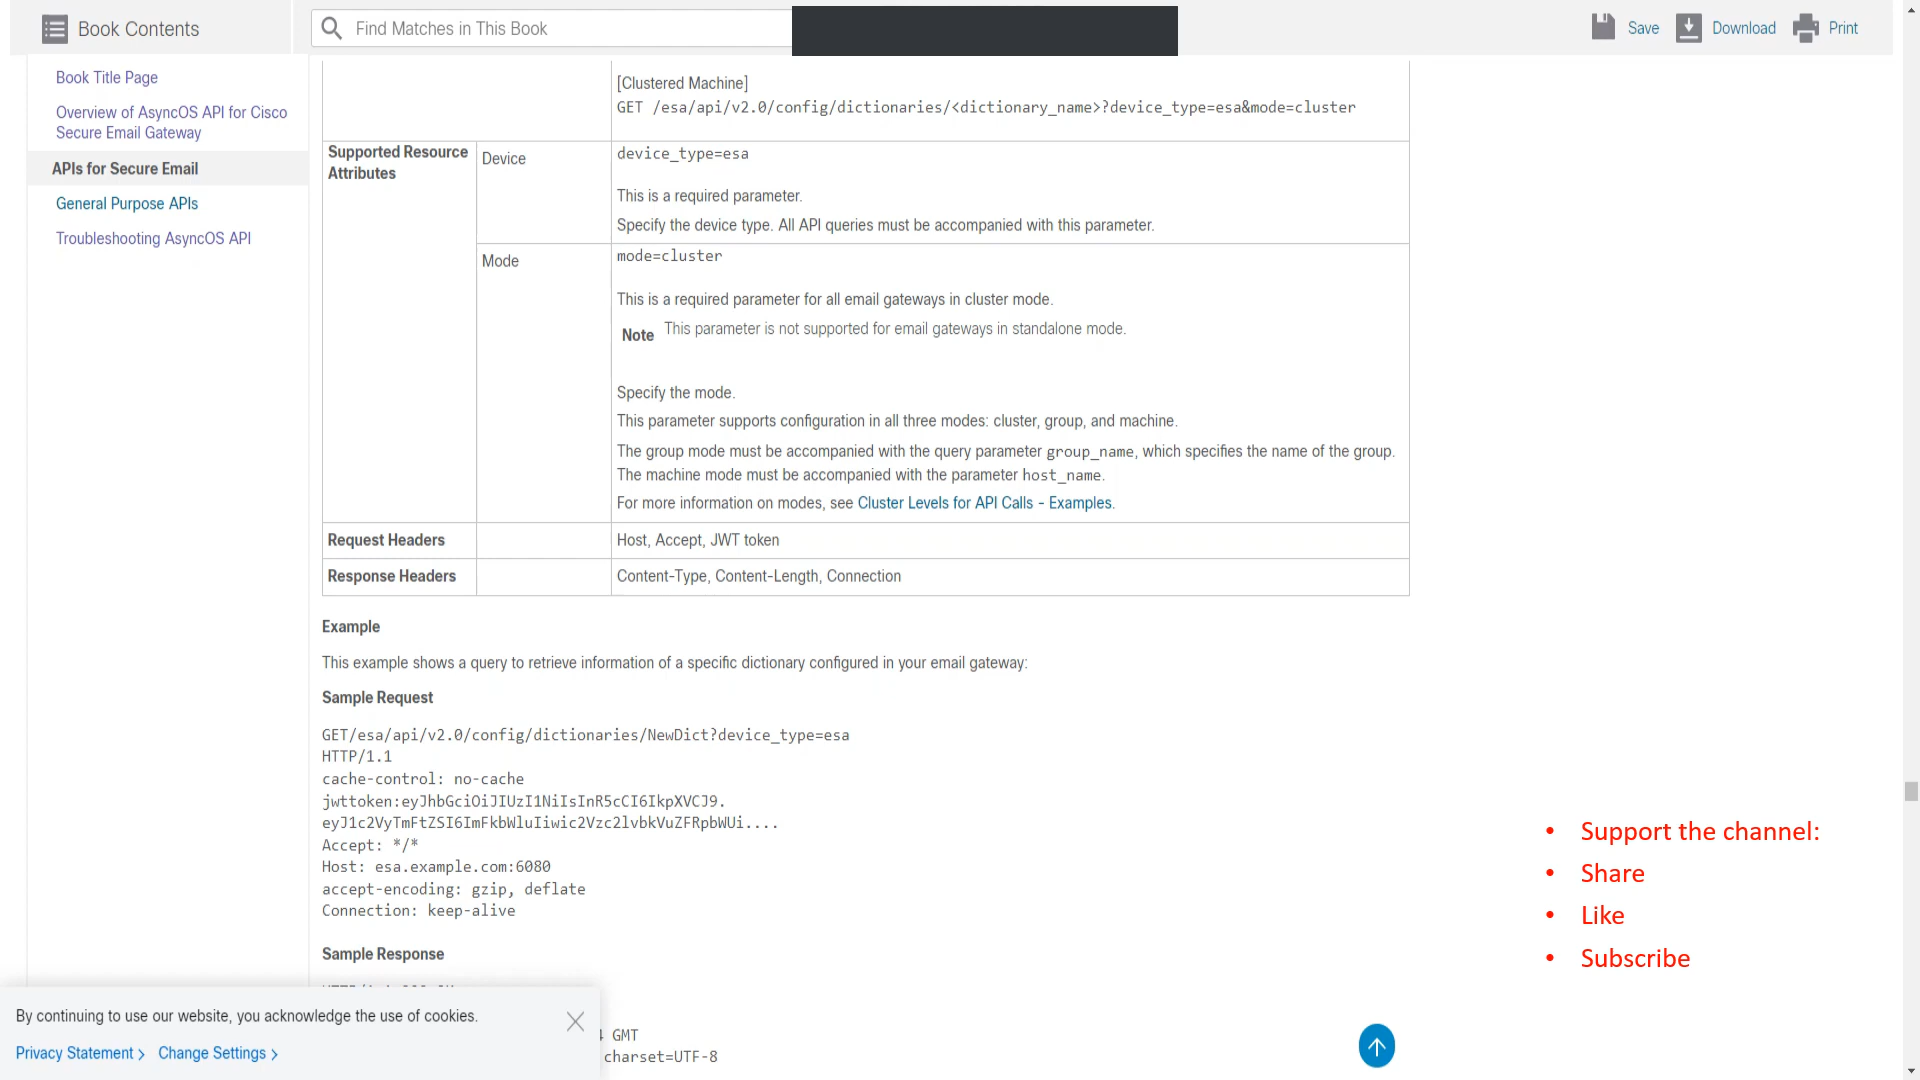 Book Contents
Find Matches in This Book
Save
Download
Print
Book Title Page
Overview of AsyncOS API for Cisco
Secure Email Gateway
APIs for Secure Email
General Purpose APIs
Troubleshooting AsyncOS API
[Clustered Machine]
GET /esa/api/v2.0/config/dictionaries/<dictionary_name>?device_type=esa&mode=cluster
Supported Resource
Attributes
Device
device_type=esa
This is a required parameter.
Specify the device type. All API queries must be accompanied with this parameter.
Mode
mode=cluster
This is a required parameter for all email gateways in cluster mode.
Note This parameter is not supported for email gateways in standalone mode.
Specify the mode.
This parameter supports configuration in all three modes: cluster, group, and machine.
The group mode must be accompanied with the query parameter group_name, which specifies the name of the group.
The machine mode must be accompanied with the parameter host_name.
For more information on modes, see Cluster Levels for API Calls - Examples.
Request Headers
Host, Accept, JWT token
Response Headers
Content-Type, Content-Length, Connection
Example
This example shows a query to retrieve information of a specific dictionary configured in your email gateway:
Sample Request
GET/esa/api/v2.0/config/dictionaries/NewDict?device_type=esa
HTTP/1.1
cache-control: no-cache
jwttoken:eyJhbGciOiJIUzI1NiIsInR5cCI6IkpXVCJ9.
eyJ1c2VyTmFtZSI6ImFkbWluIiwic2Vzc2lvbkVuZFRpbWUi....
Accept: */*
Host: esa.example.com:6080
accept-encoding: gzip, deflate
Connection: keep-alive
Sample Response
GMT
charset=UTF-8
By continuing to use our website, you acknowledge the use of cookies.
Privacy Statement > Change Settings >
• Support the channel:
• Share
• Like
• Subscribe